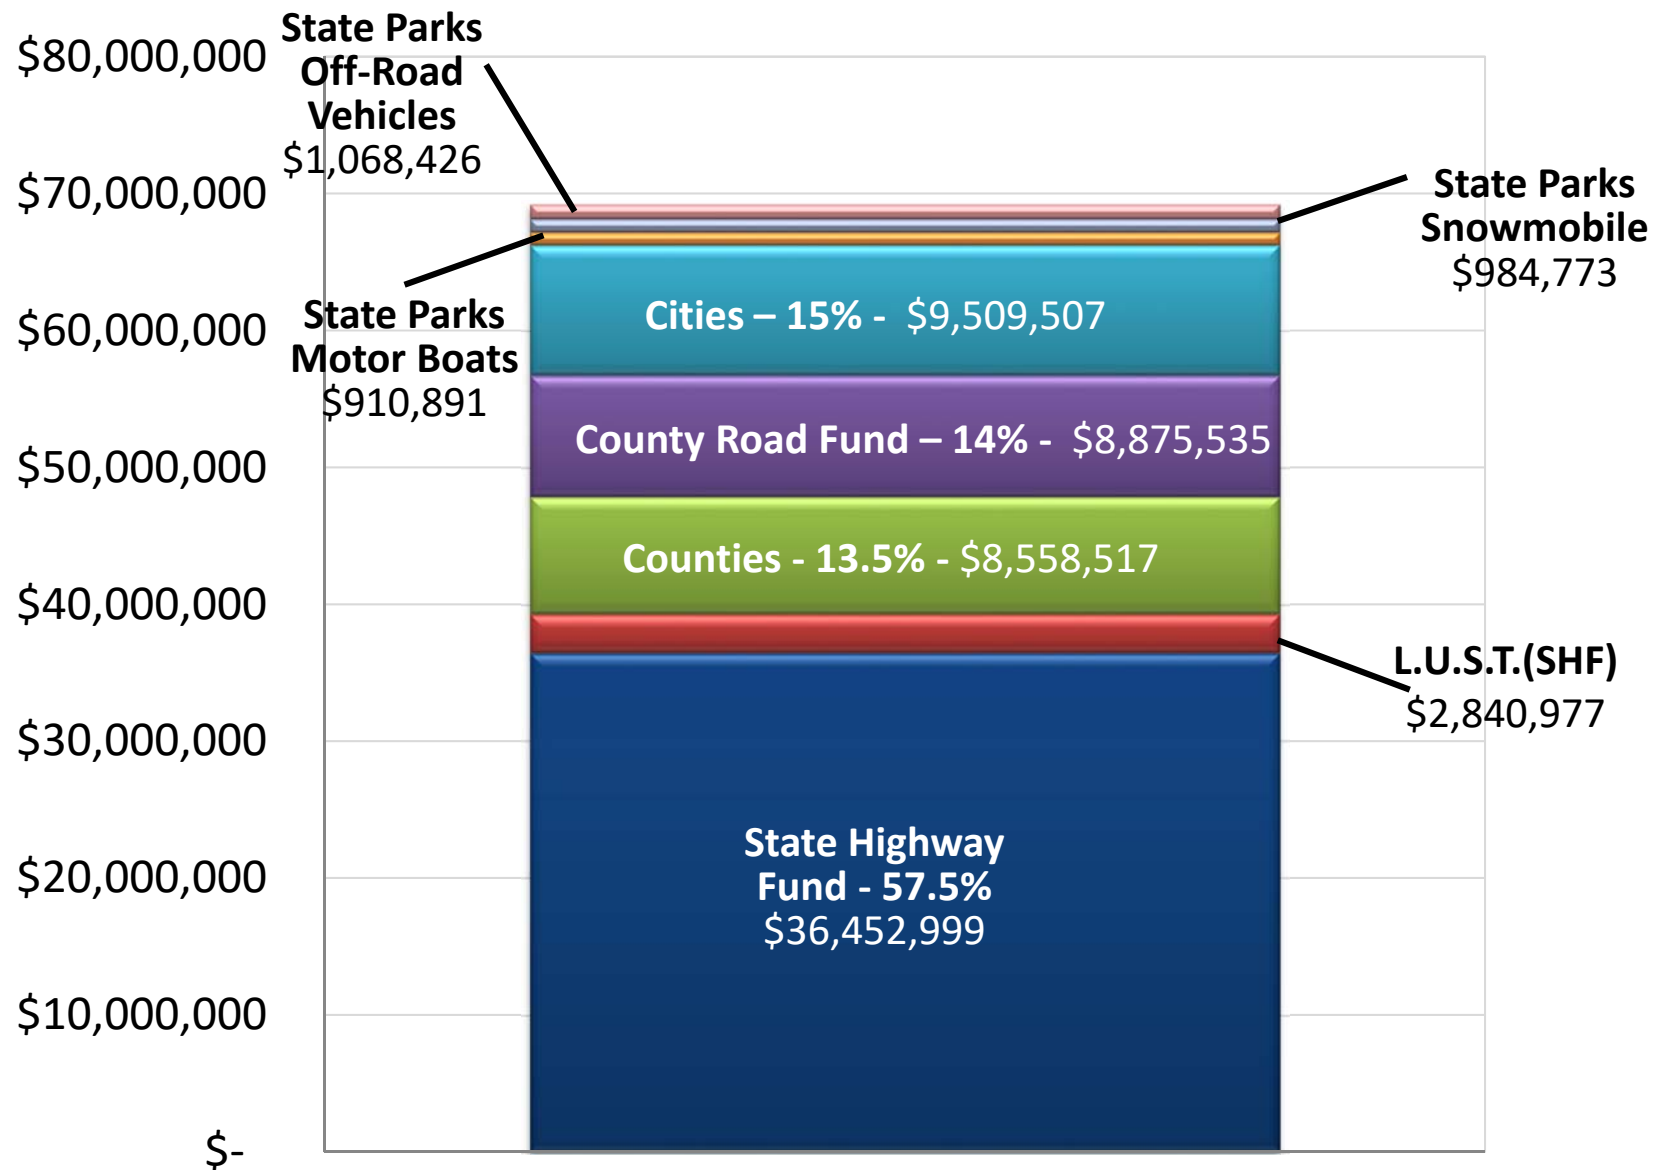 $80,000,000
$70,000,000
$60,000,000
$50,000,000
$40,000,000
$30,000,000
$20,000,000
$10,000,000
$-
State Parks
Off-Road
Vehicles
$1,068,426
State Parks
Snowmobile
$984,773
State Parks
Motor Boats
$910,891
Cities – 15% - $9,509,507
County Road Fund – 14% - $8,875,535
Counties - 13.5% - $8,558,517
L.U.S.T.(SHF)
$2,840,977
State Highway
Fund - 57.5%
$36,452,999